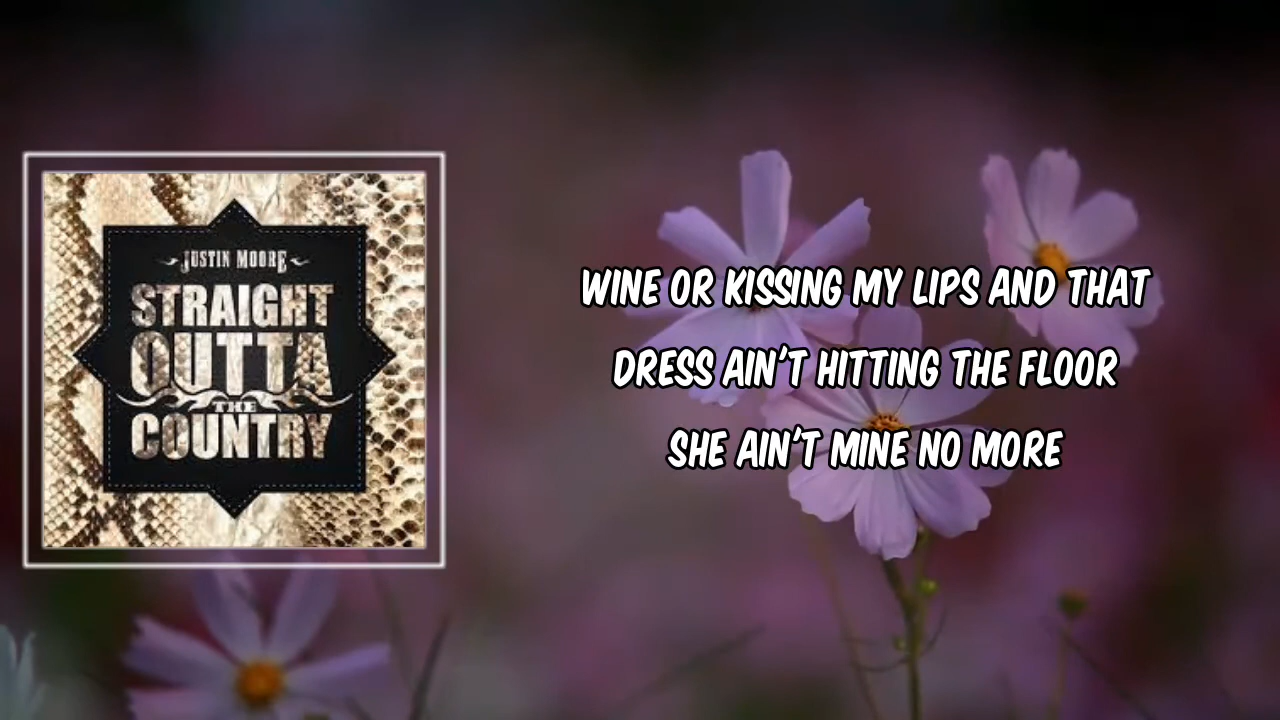 JUSTIN MOORE
STRAIGHT
OUTTA
THE
COUNTRY
WINE OR KISSING MY LIPS AND THAT
DRESS AIN'T HITTING THE FLOOR
SHE AIN'T MINE NO MORE